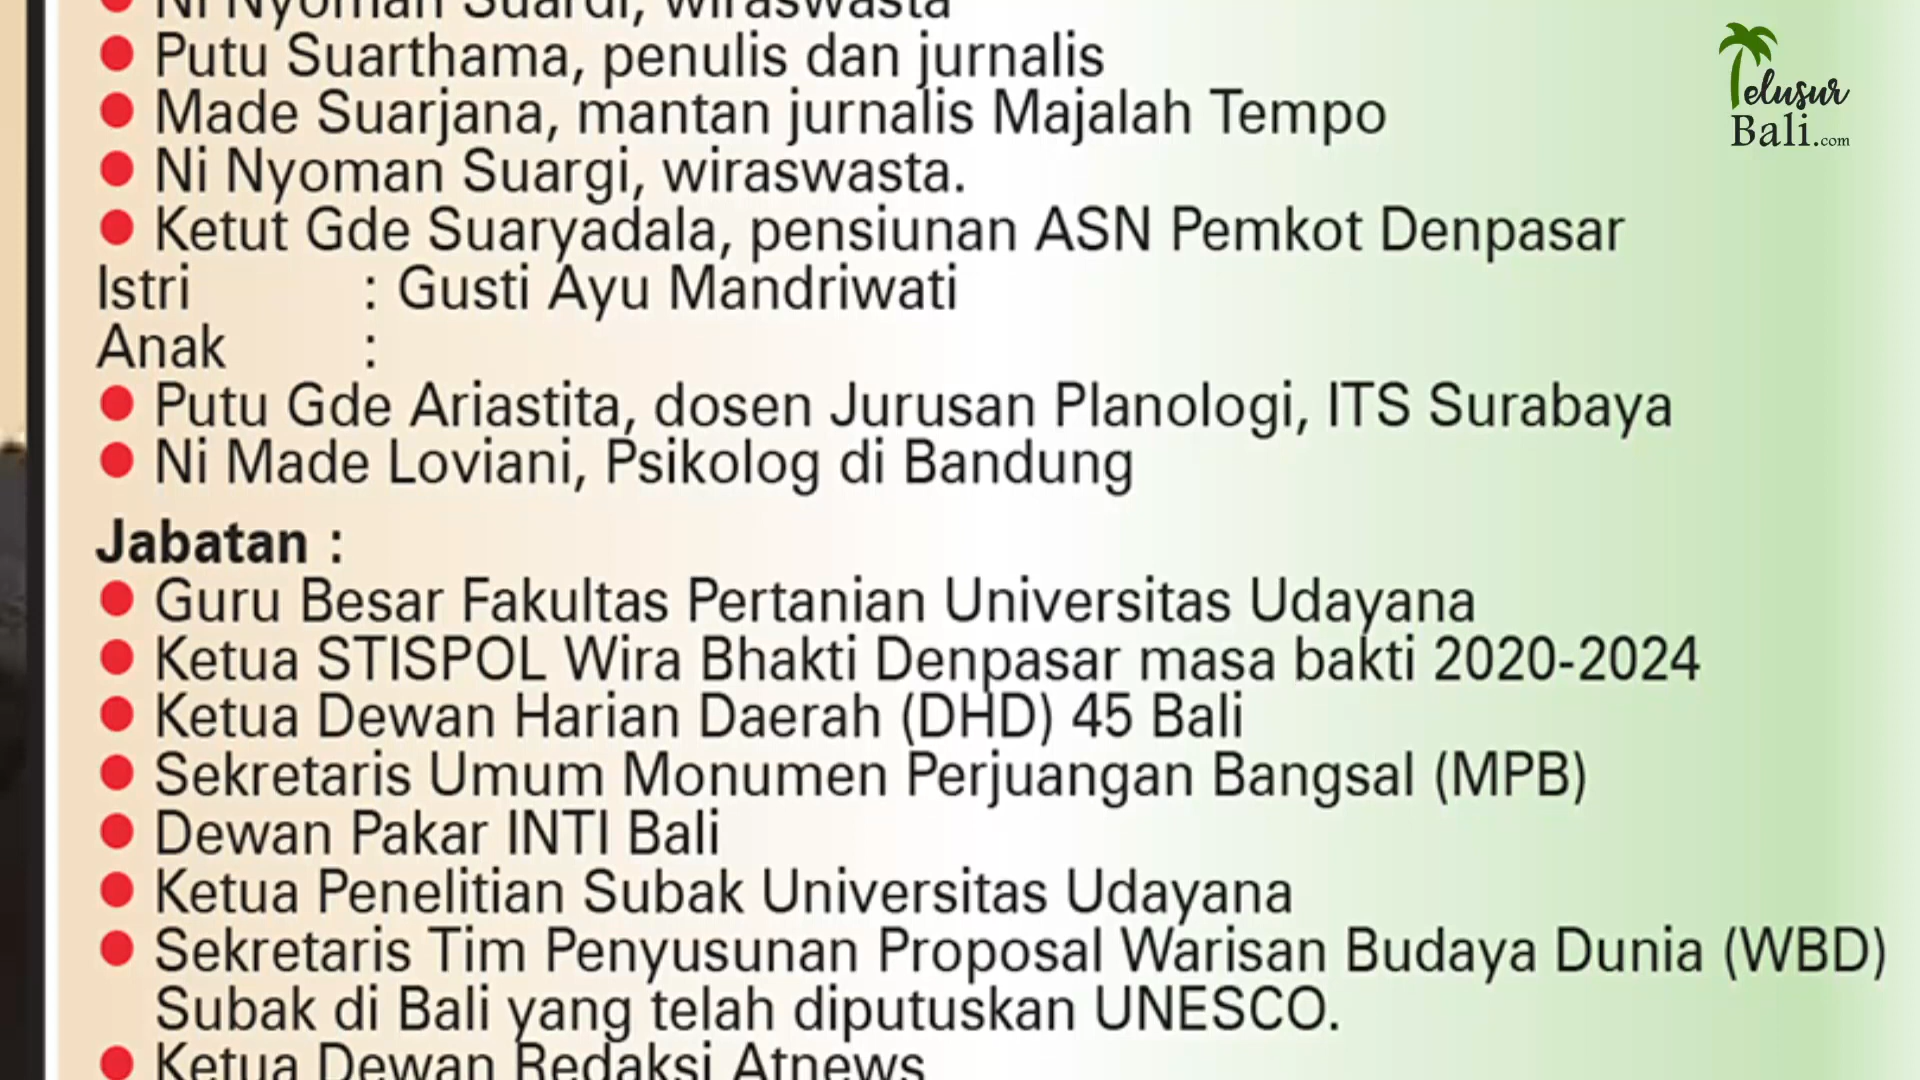 Ni Nyoman Suardi, wiraswasta
Putu Suarthama, penulis dan jurnalis
Made Suarjana, mantan jurnalis Majalah Tempo
Ni Nyoman Suargi, wiraswasta.
Ketut Gde Suaryadala, pensiunan ASN Pemkot Denpasar
Istri : Gusti Ayu Mandriwati
Anak :
Putu Gde Ariastita, dosen Jurusan Planologi, ITS Surabaya
Ni Made Loviani, Psikolog di Bandung
Jabatan :
Guru Besar Fakultas Pertanian Universitas Udayana
Ketua STISPOL Wira Bhakti Denpasar masa bakti 2020-2024
Ketua Dewan Harian Daerah (DHD) 45 Bali
Sekretaris Umum Monumen Perjuangan Bangsal (MPB)
Dewan Pakar INTI Bali
Ketua Penelitian Subak Universitas Udayana
Sekretaris Tim Penyusunan Proposal Warisan Budaya Dunia (WBD)
Subak di Bali yang telah diputuskan UNESCO.
Ketua Dewan Redaksi Atnews
Telusur
Bali.com